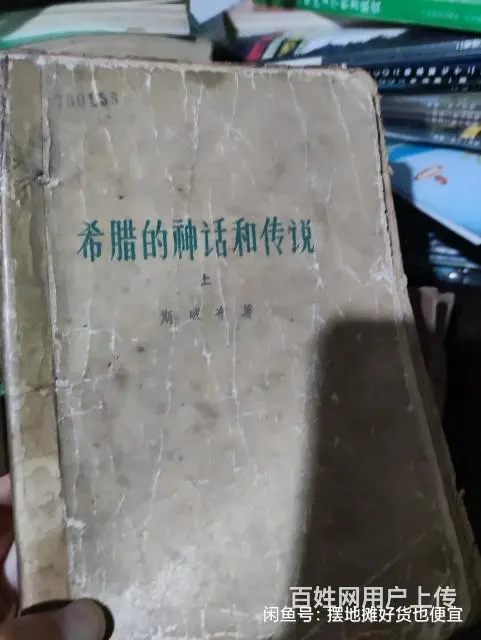 760156
希腊的神话和传说
上
斯威布著
百姓网用户上传
闲鱼号：摆地摊好货也便宜